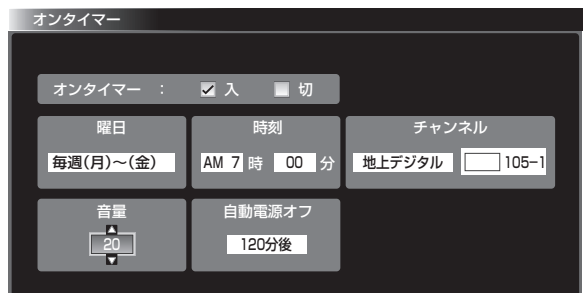 オンタイマー
オンタイマー ： 入 切
曜日
毎週(月)～(金)
時刻
AM 7 時 00 分
チャンネル
地上デジタル 105-1
音量
20
自動電源オフ
120分後